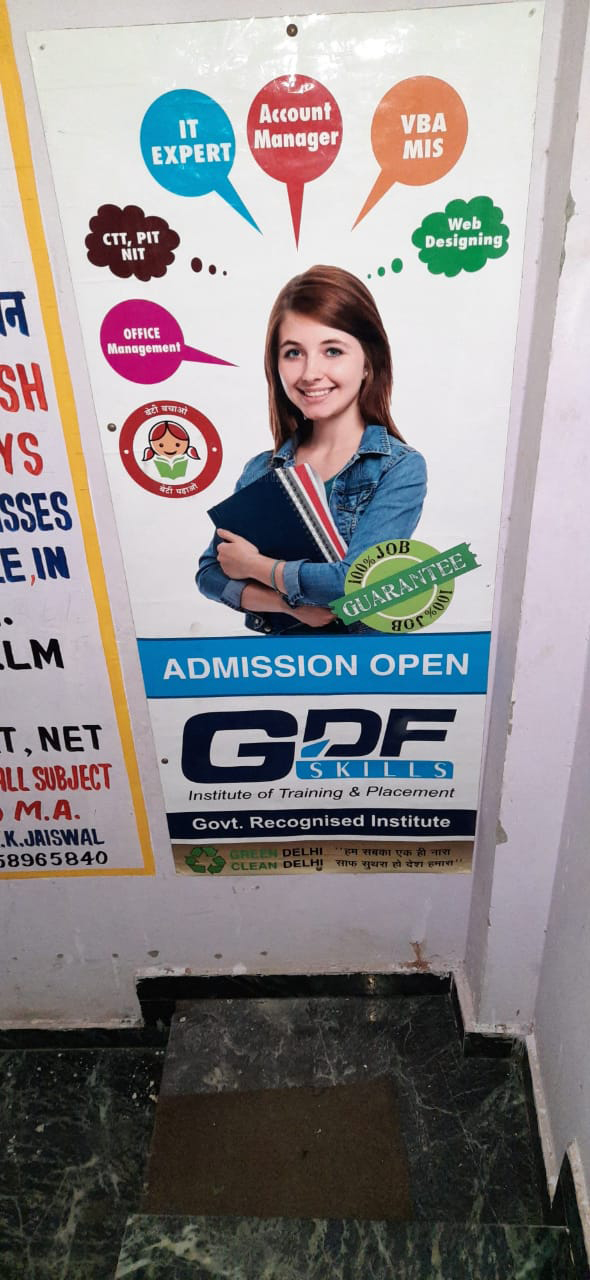 IT
EXPERT
Account
Manager
VBA
MIS
CTT, PIT
NIT
Web
Designing
OFFICE
Management
बेटी बचाओ
बेटी पढ़ाओ
100% JOB
GUARANTEE
100% JOB
ADMISSION OPEN
GDF
SKILLS
Institute of Training & Placement
Govt. Recognised Institute
GREEN DELHI
CLEAN DELHI
"हम सबका एक ही नारा
साफ सुथरा हो देश हमारा"
SH
YS
SSES
E,IN
LM
T, NET
ALL SUBJECT
M.A.
.K.JAISWAL
58965840